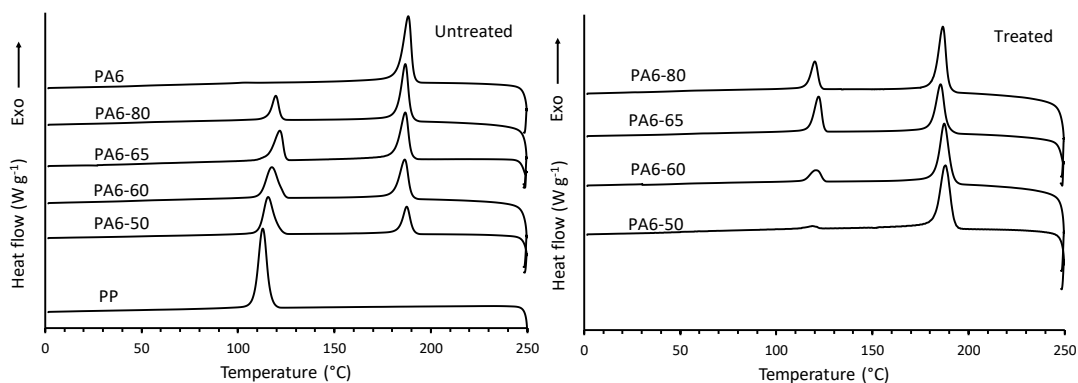 Untreated
Exo
Heat flow (W g⁻¹)
PA6
PA6-80
PA6-65
PA6-60
PA6-50
PP
0 50 100 150 200 250
Temperature (°C)
Treated
Exo
Heat flow (W g⁻¹)
PA6-80
PA6-65
PA6-60
PA6-50
0 50 100 150 200 250
Temperature (°C)